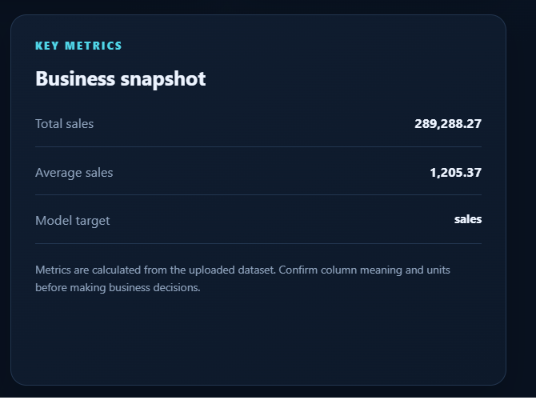 KEY METRICS
Business snapshot
Total sales 289,288.27
Average sales 1,205.37
Model target sales
Metrics are calculated from the uploaded dataset. Confirm column meaning and units
before making business decisions.